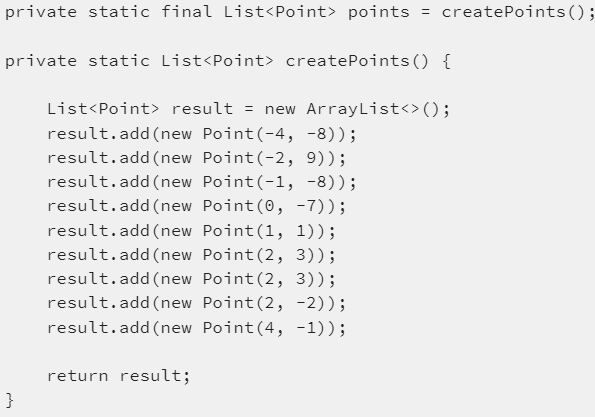 private static final List<Point> points = createPoints();

private static List<Point> createPoints() {

    List<Point> result = new ArrayList<>();
    result.add(new Point(-4, -8));
    result.add(new Point(-2, 9));
    result.add(new Point(-1, -8));
    result.add(new Point(0, -7));
    result.add(new Point(1, 1));
    result.add(new Point(2, 3));
    result.add(new Point(2, 3));
    result.add(new Point(2, -2));
    result.add(new Point(4, -1));

    return result;
}